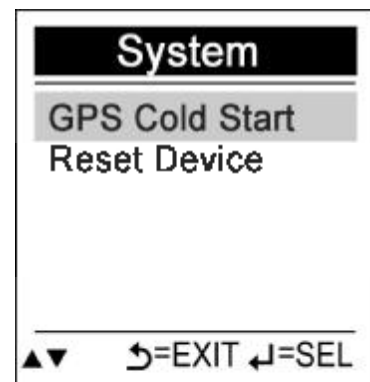 System
GPS Cold Start
Reset Device
▲▼ ⮌=EXIT ↵=SEL